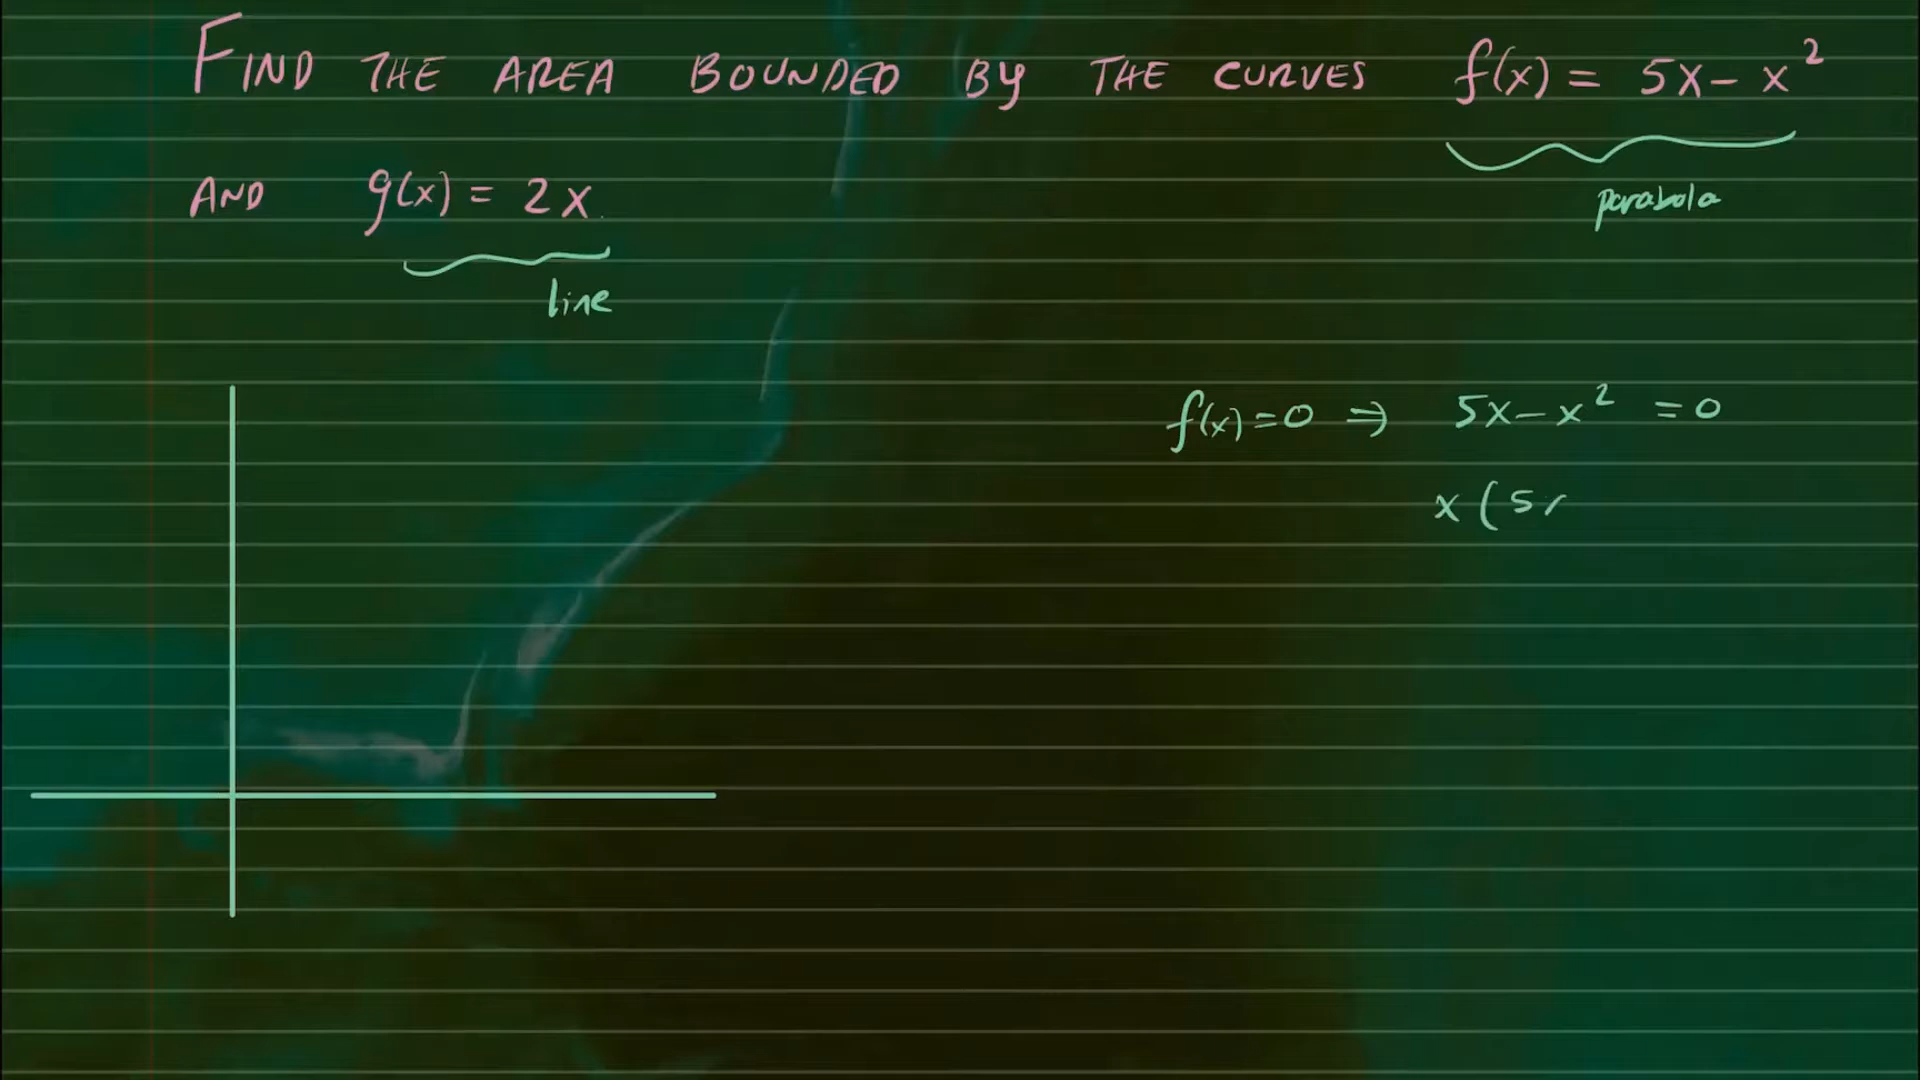 FIND THE AREA BOUNDED BY THE CURVES f(x) = 5x - x²
parabola
AND g(x) = 2x
line
f(x) = 0 ⇒ 5x - x² = 0
x (5